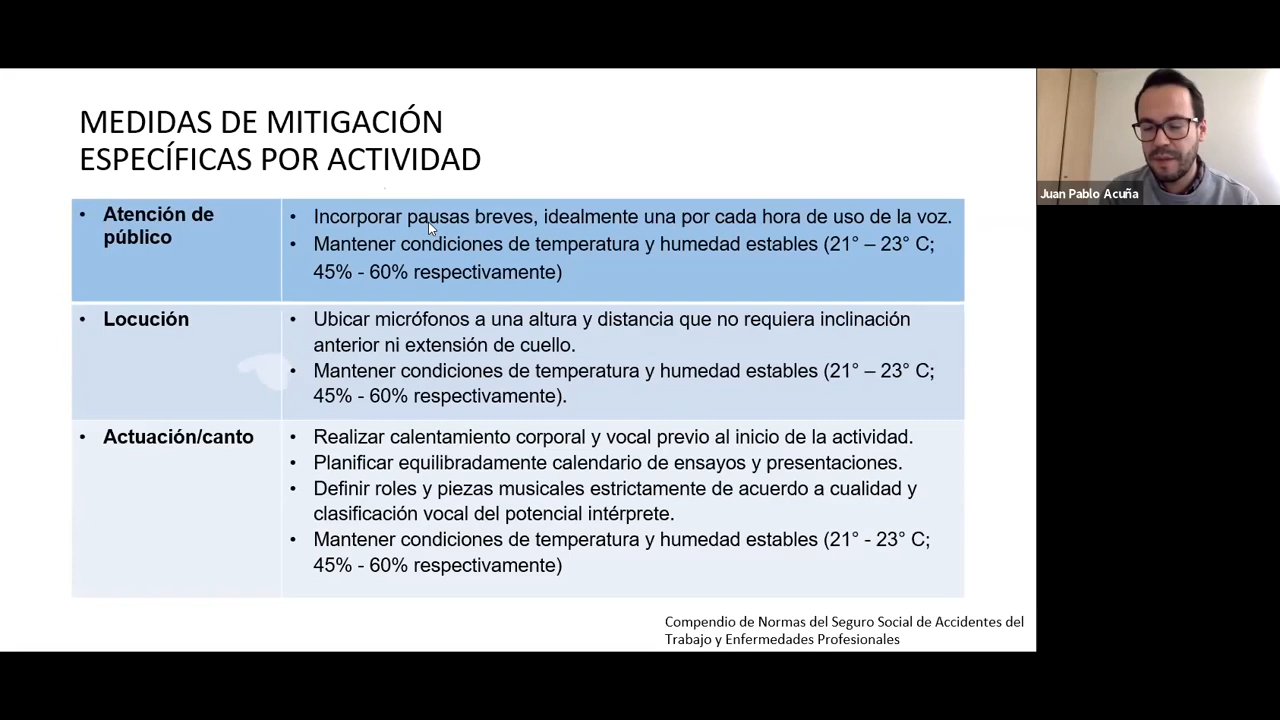 MEDIDAS DE MITIGACIÓN
ESPECÍFICAS POR ACTIVIDAD
• Atención de
público
• Incorporar pausas breves, idealmente una por cada hora de uso de la voz.
• Mantener condiciones de temperatura y humedad estables (21° – 23° C;
45% - 60% respectivamente)
• Locución
• Ubicar micrófonos a una altura y distancia que no requiera inclinación
anterior ni extensión de cuello.
• Mantener condiciones de temperatura y humedad estables (21° – 23° C;
45% - 60% respectivamente).
• Actuación/canto
• Realizar calentamiento corporal y vocal previo al inicio de la actividad.
• Planificar equilibradamente calendario de ensayos y presentaciones.
• Definir roles y piezas musicales estrictamente de acuerdo a cualidad y
clasificación vocal del potencial intérprete.
• Mantener condiciones de temperatura y humedad estables (21° - 23° C;
45% - 60% respectivamente)
Compendio de Normas del Seguro Social de Accidentes del
Trabajo y Enfermedades Profesionales
Juan Pablo Acuña